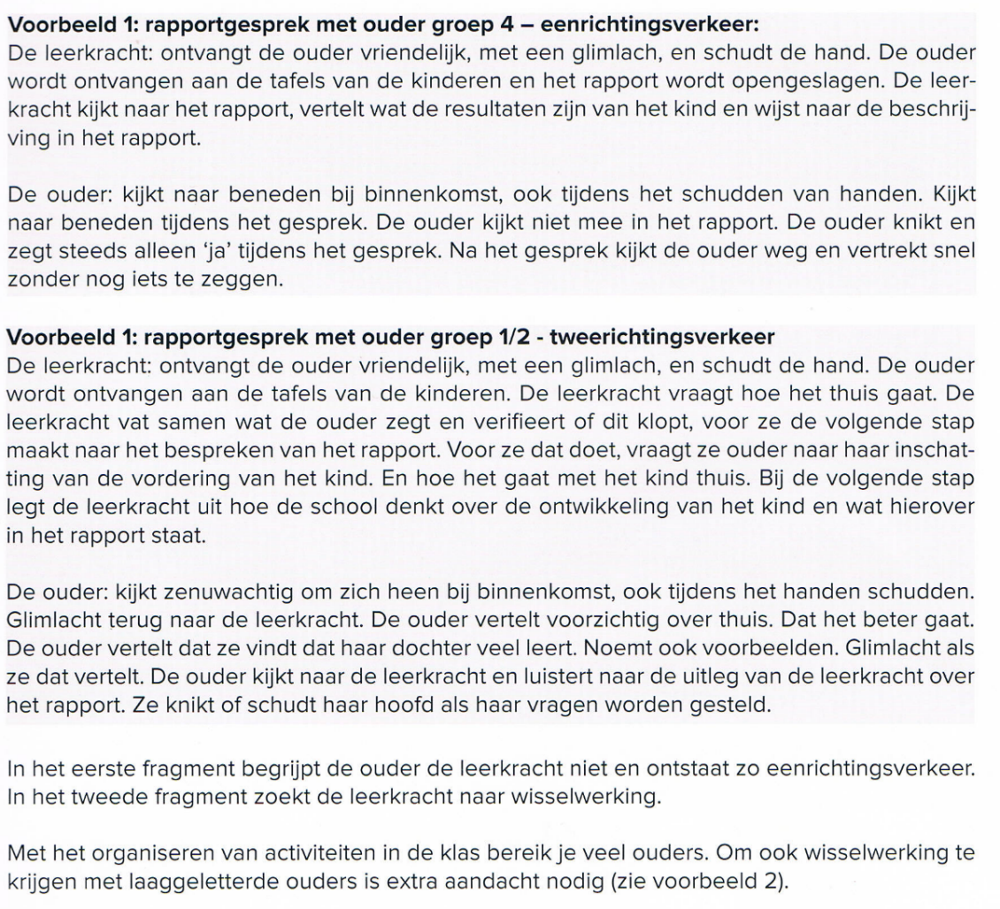 Voorbeeld 1: rapportgesprek met ouder groep 4 – eenrichtingsverkeer:
De leerkracht: ontvangt de ouder vriendelijk, met een glimlach, en schudt de hand. De ouder
wordt ontvangen aan de tafels van de kinderen en het rapport wordt opengeslagen. De leer-
kracht kijkt naar het rapport, vertelt wat de resultaten zijn van het kind en wijst naar de beschrij-
ving in het rapport.

De ouder: kijkt naar beneden bij binnenkomst, ook tijdens het schudden van handen. Kijkt
naar beneden tijdens het gesprek. De ouder kijkt niet mee in het rapport. De ouder knikt en
zegt steeds alleen ‘ja’ tijdens het gesprek. Na het gesprek kijkt de ouder weg en vertrekt snel
zonder nog iets te zeggen.

Voorbeeld 1: rapportgesprek met ouder groep 1/2 - tweerichtingsverkeer
De leerkracht: ontvangt de ouder vriendelijk, met een glimlach, en schudt de hand. De ouder
wordt ontvangen aan de tafels van de kinderen. De leerkracht vraagt hoe het thuis gaat. De
leerkracht vat samen wat de ouder zegt en verifieert of dit klopt, voor ze de volgende stap
maakt naar het bespreken van het rapport. Voor ze dat doet, vraagt ze ouder naar haar inschat-
ting van de vordering van het kind. En hoe het gaat met het kind thuis. Bij de volgende stap
legt de leerkracht uit hoe de school denkt over de ontwikkeling van het kind en wat hierover
in het rapport staat.

De ouder: kijkt zenuwachtig om zich heen bij binnenkomst, ook tijdens het handen schudden.
Glimlacht terug naar de leerkracht. De ouder vertelt voorzichtig over thuis. Dat het beter gaat.
De ouder vertelt dat ze vindt dat haar dochter veel leert. Noemt ook voorbeelden. Glimlacht als
ze dat vertelt. De ouder kijkt naar de leerkracht en luistert naar de uitleg van de leerkracht over
het rapport. Ze knikt of schudt haar hoofd als haar vragen worden gesteld.

In het eerste fragment begrijpt de ouder de leerkracht niet en ontstaat zo eenrichtingsverkeer.
In het tweede fragment zoekt de leerkracht naar wisselwerking.

Met het organiseren van activiteiten in de klas bereik je veel ouders. Om ook wisselwerking te
krijgen met laaggeletterde ouders is extra aandacht nodig (zie voorbeeld 2).